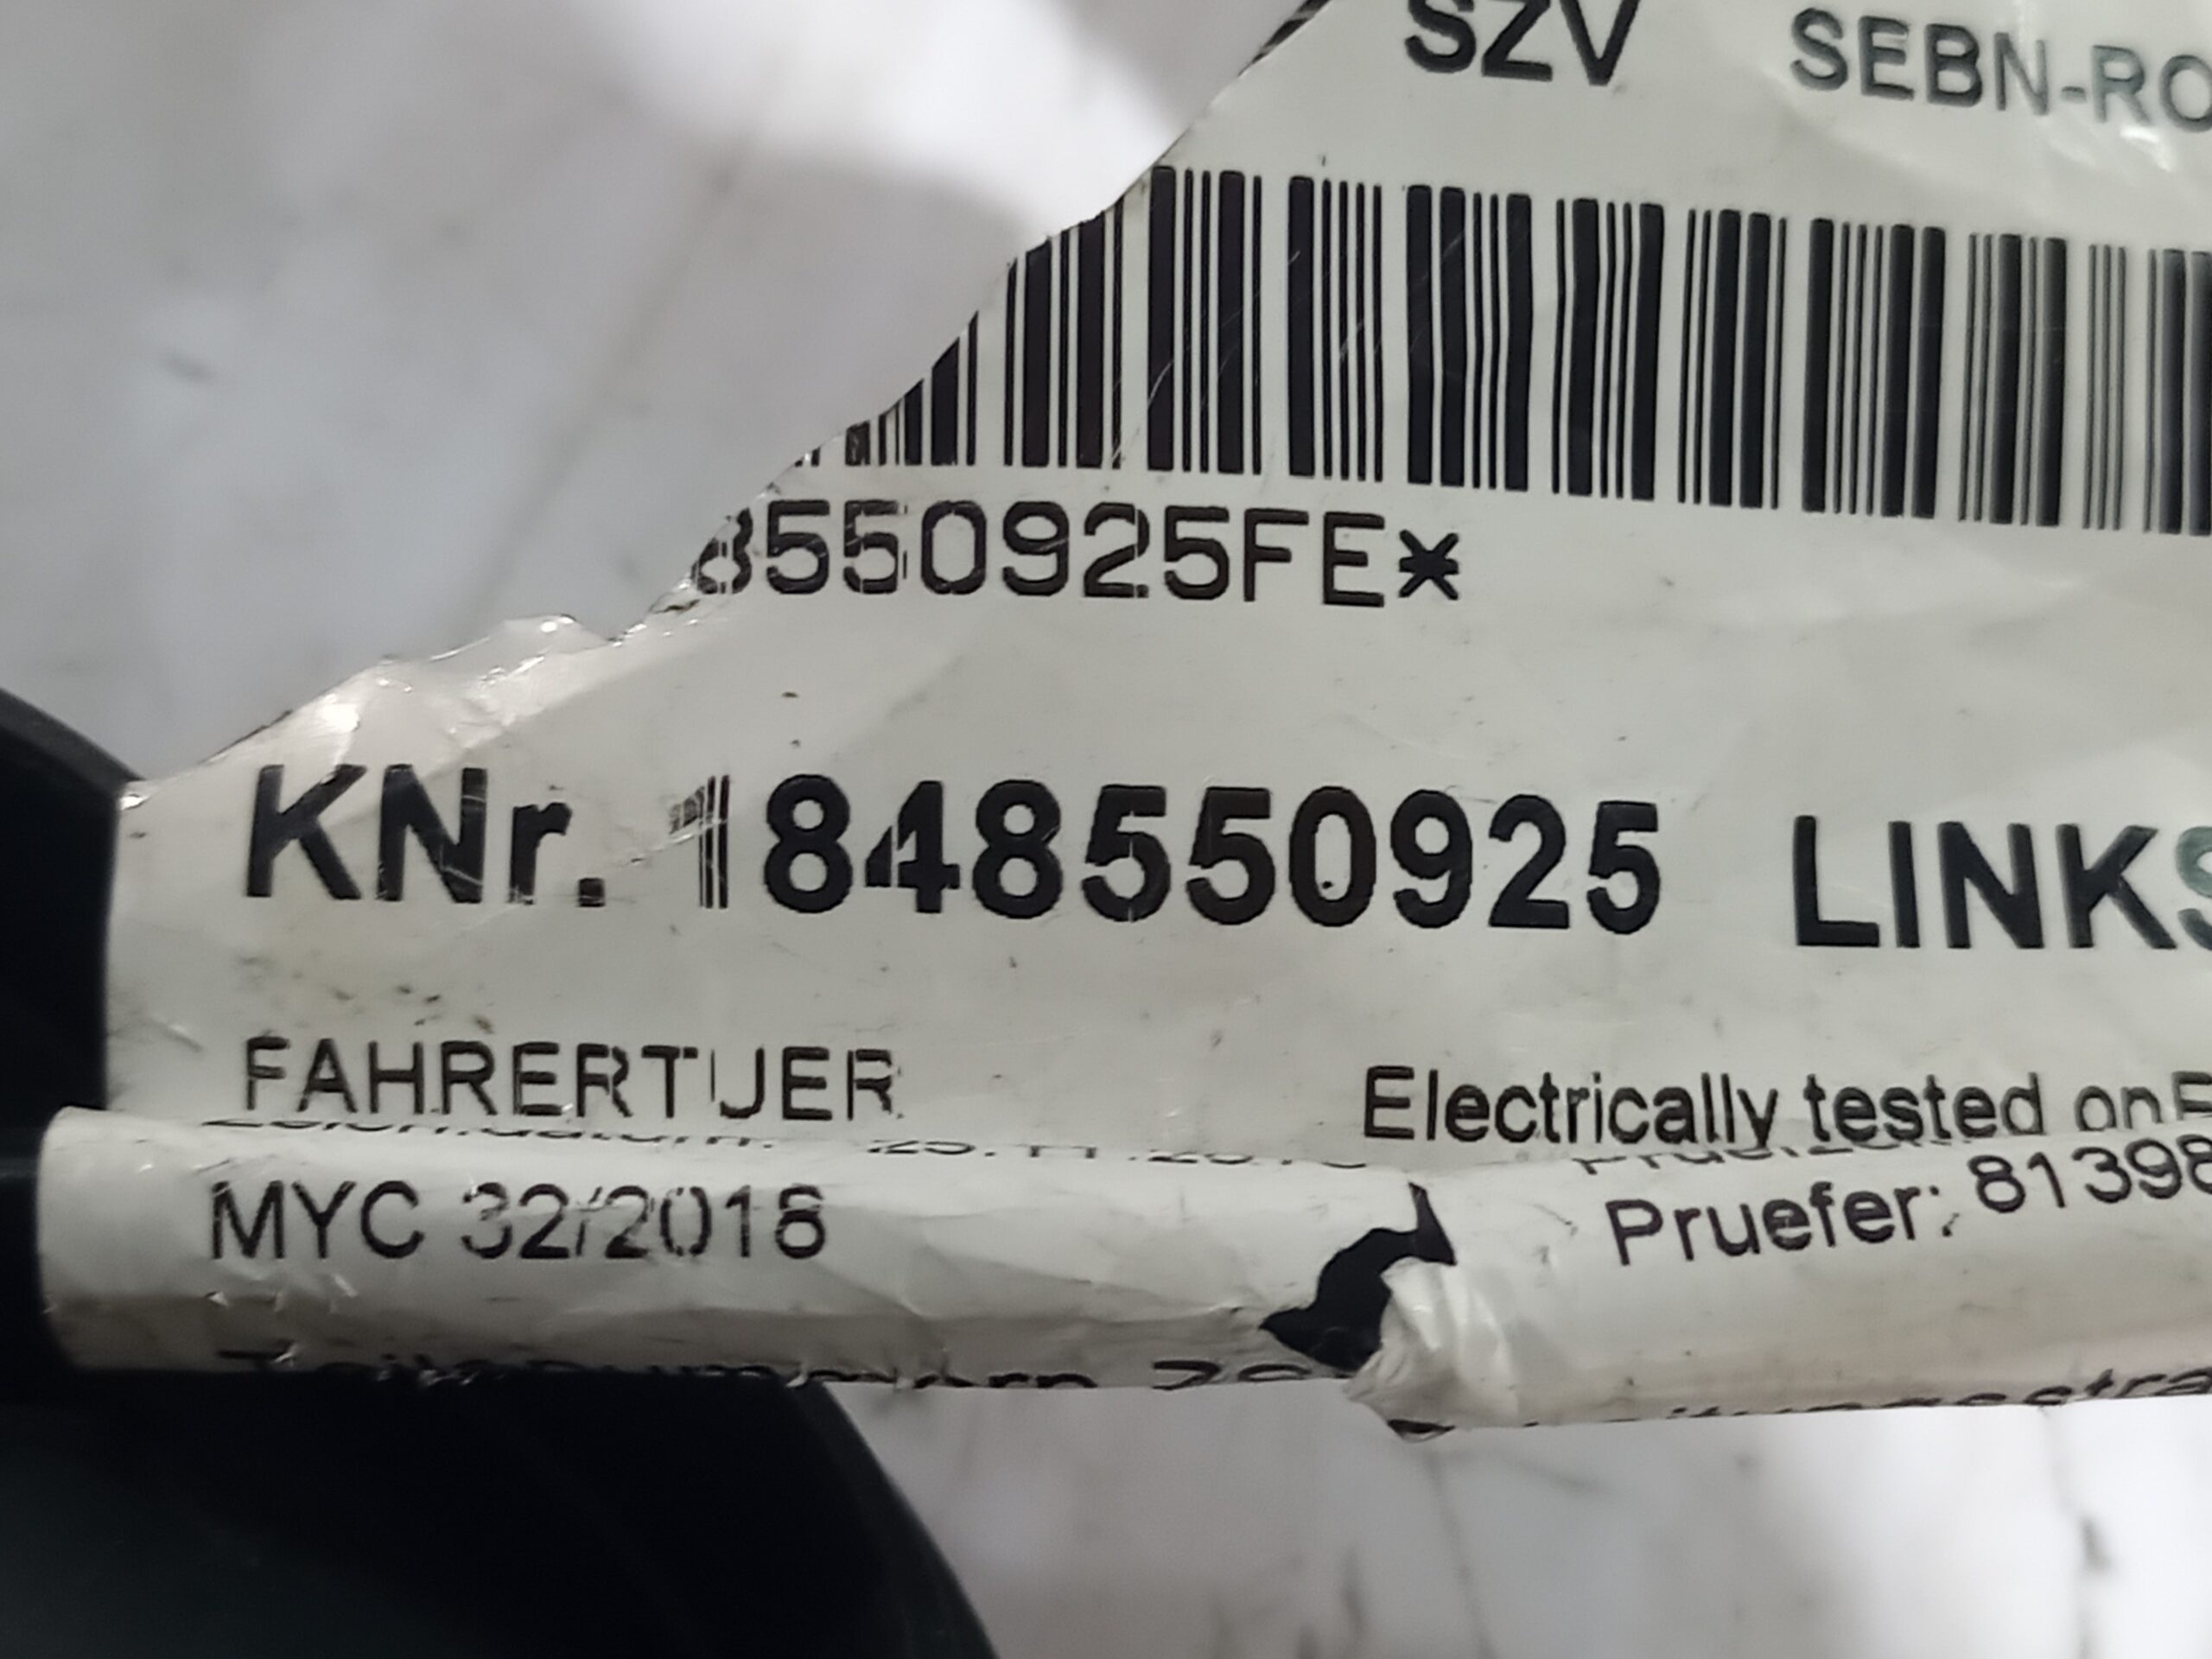 SZV SEBN-RO
8550925FE*
KNr. 1848550925 LINKS
FAHRERTUER Electrically tested on
MYC 32/2018 Pruefer: 81398